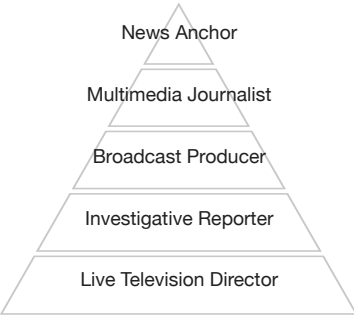 News Anchor
Multimedia Journalist
Broadcast Producer
Investigative Reporter
Live Television Director